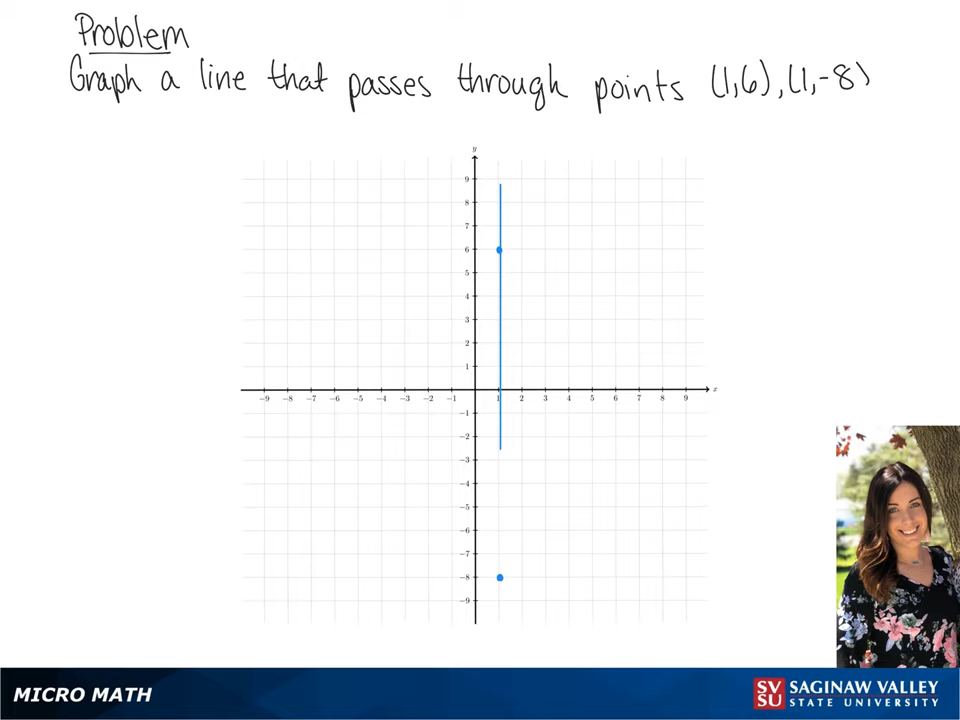 Problem
Graph a line that passes through points (1,6), (1,-8)
y
9
8
7
6
5
4
3
2
1
−9 −8 −7 −6 −5 −4 −3 −2 −1 1 2 3 4 5 6 7 8 9 x
−1
−2
−3
−4
−5
−6
−7
−8
−9
MICRO MATH
SV SU SAGINAW VALLEY
STATE UNIVERSITY